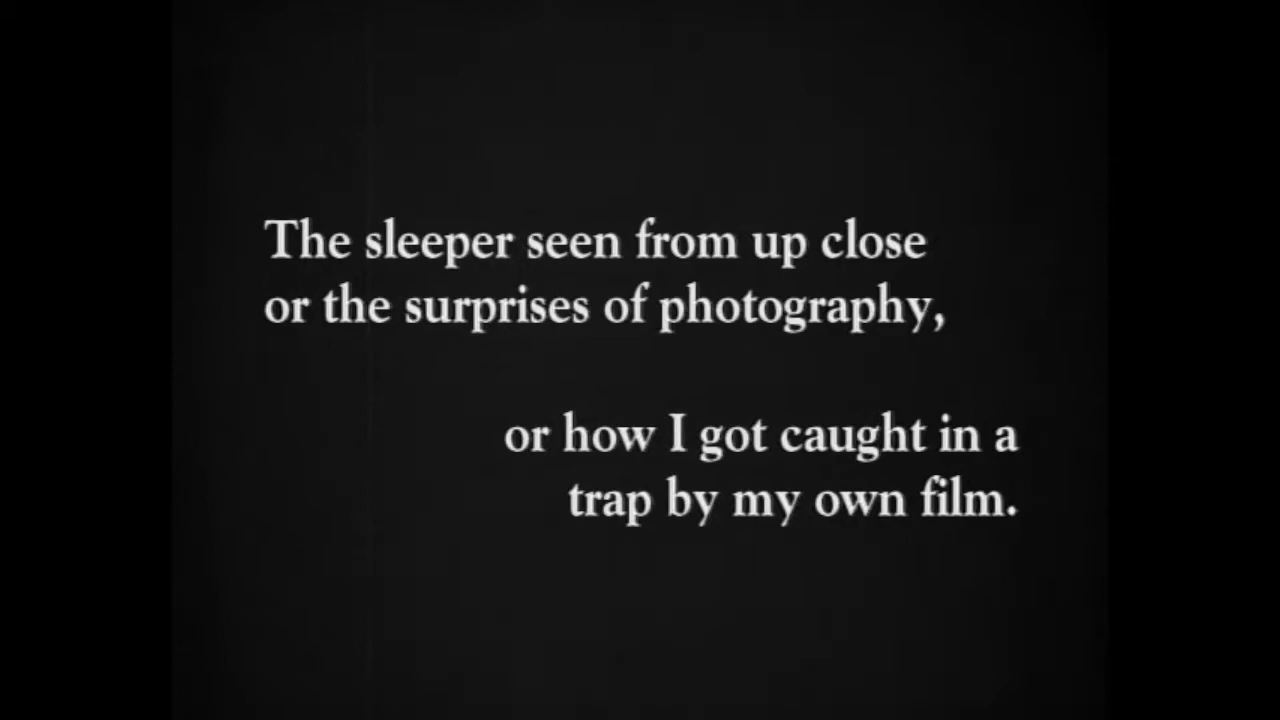 The sleeper seen from up close
or the surprises of photography,
or how I got caught in a
trap by my own film.